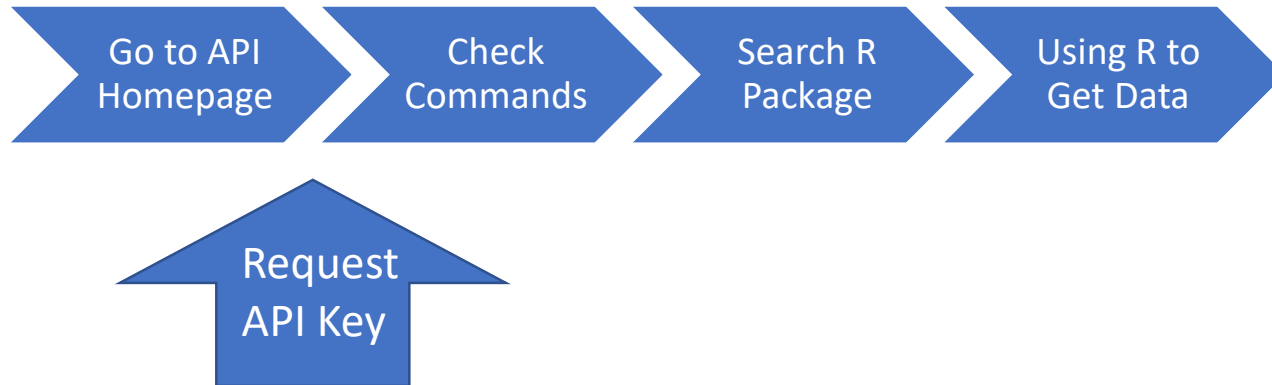 Go to API
Homepage
Check
Commands
Search R
Package
Using R to
Get Data
Request
API Key